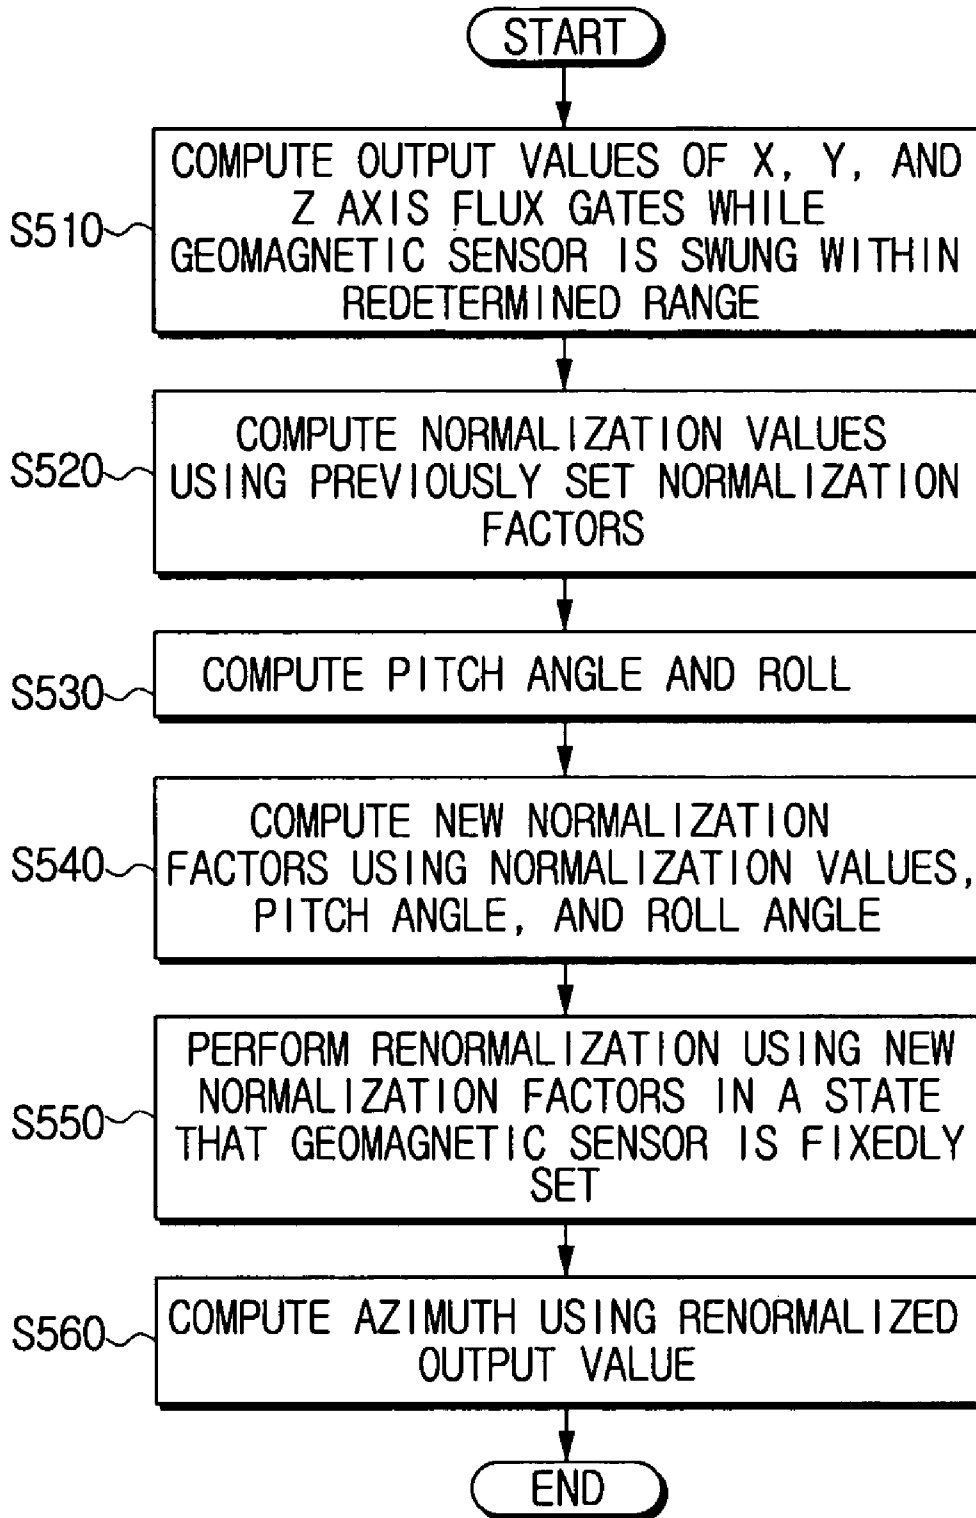 START
S510
COMPUTE OUTPUT VALUES OF X, Y, AND
Z AXIS FLUX GATES WHILE
GEOMAGNETIC SENSOR IS SWUNG WITHIN
REDETERMINED RANGE
S520
COMPUTE NORMALIZATION VALUES
USING PREVIOUSLY SET NORMALIZATION
FACTORS
S530
COMPUTE PITCH ANGLE AND ROLL
S540
COMPUTE NEW NORMALIZATION
FACTORS USING NORMALIZATION VALUES,
PITCH ANGLE, AND ROLL ANGLE
S550
PERFORM RENORMALIZATION USING NEW
NORMALIZATION FACTORS IN A STATE
THAT GEOMAGNETIC SENSOR IS FIXEDLY
SET
S560
COMPUTE AZIMUTH USING RENORMALIZED
OUTPUT VALUE
END